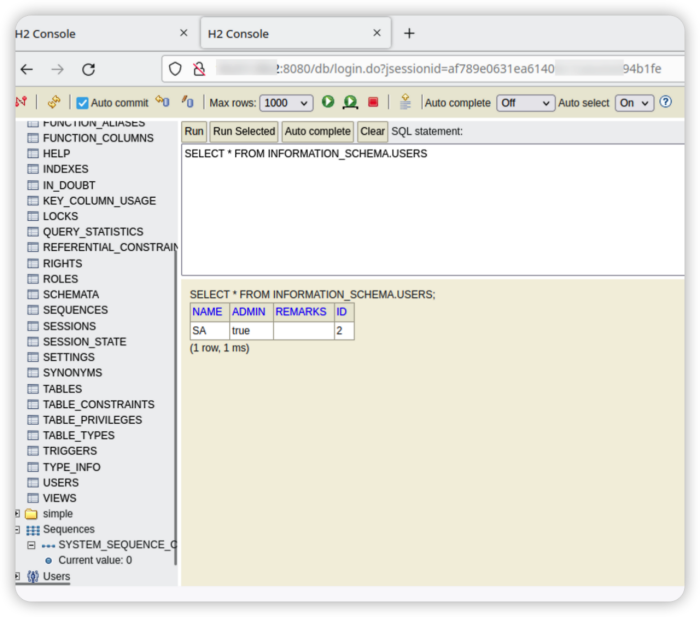 H2 Console
H2 Console
:8080/db/login.do?jsessionid=af789e0631ea6140 94b1fe
Auto commit Max rows: 1000 Auto complete Off Auto select On
FUNCTION_ALIASES
FUNCTION_COLUMNS
HELP
INDEXES
IN_DOUBT
KEY_COLUMN_USAGE
LOCKS
QUERY_STATISTICS
REFERENTIAL_CONSTRAIN
RIGHTS
ROLES
SCHEMATA
SEQUENCES
SESSIONS
SESSION_STATE
SETTINGS
SYNONYMS
TABLES
TABLE_CONSTRAINTS
TABLE_PRIVILEGES
TABLE_TYPES
TRIGGERS
TYPE_INFO
USERS
VIEWS
simple
Sequences
SYSTEM_SEQUENCE_C
Current value: 0
Users
Run Run Selected Auto complete Clear SQL statement:
SELECT * FROM INFORMATION_SCHEMA.USERS
SELECT * FROM INFORMATION_SCHEMA.USERS;
NAME ADMIN REMARKS ID
SA true 2
(1 row, 1 ms)